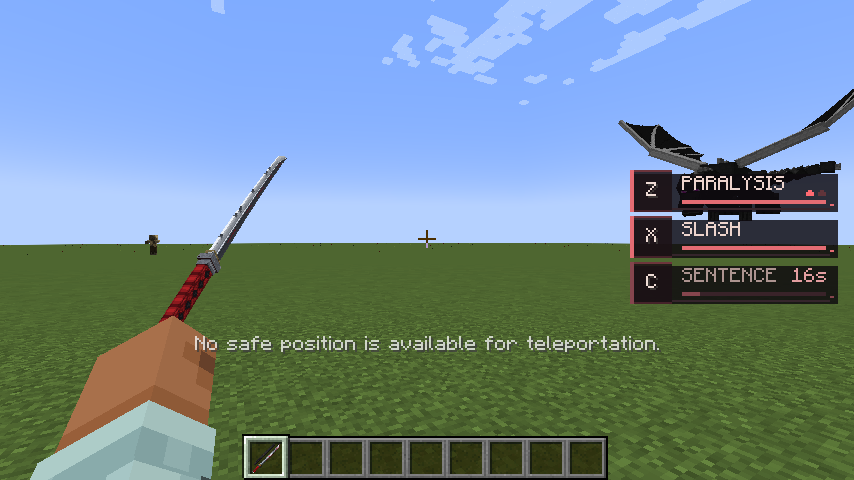 Z PARALYSIS
X SLASH
C SENTENCE 16s
No safe position is available for teleportation.